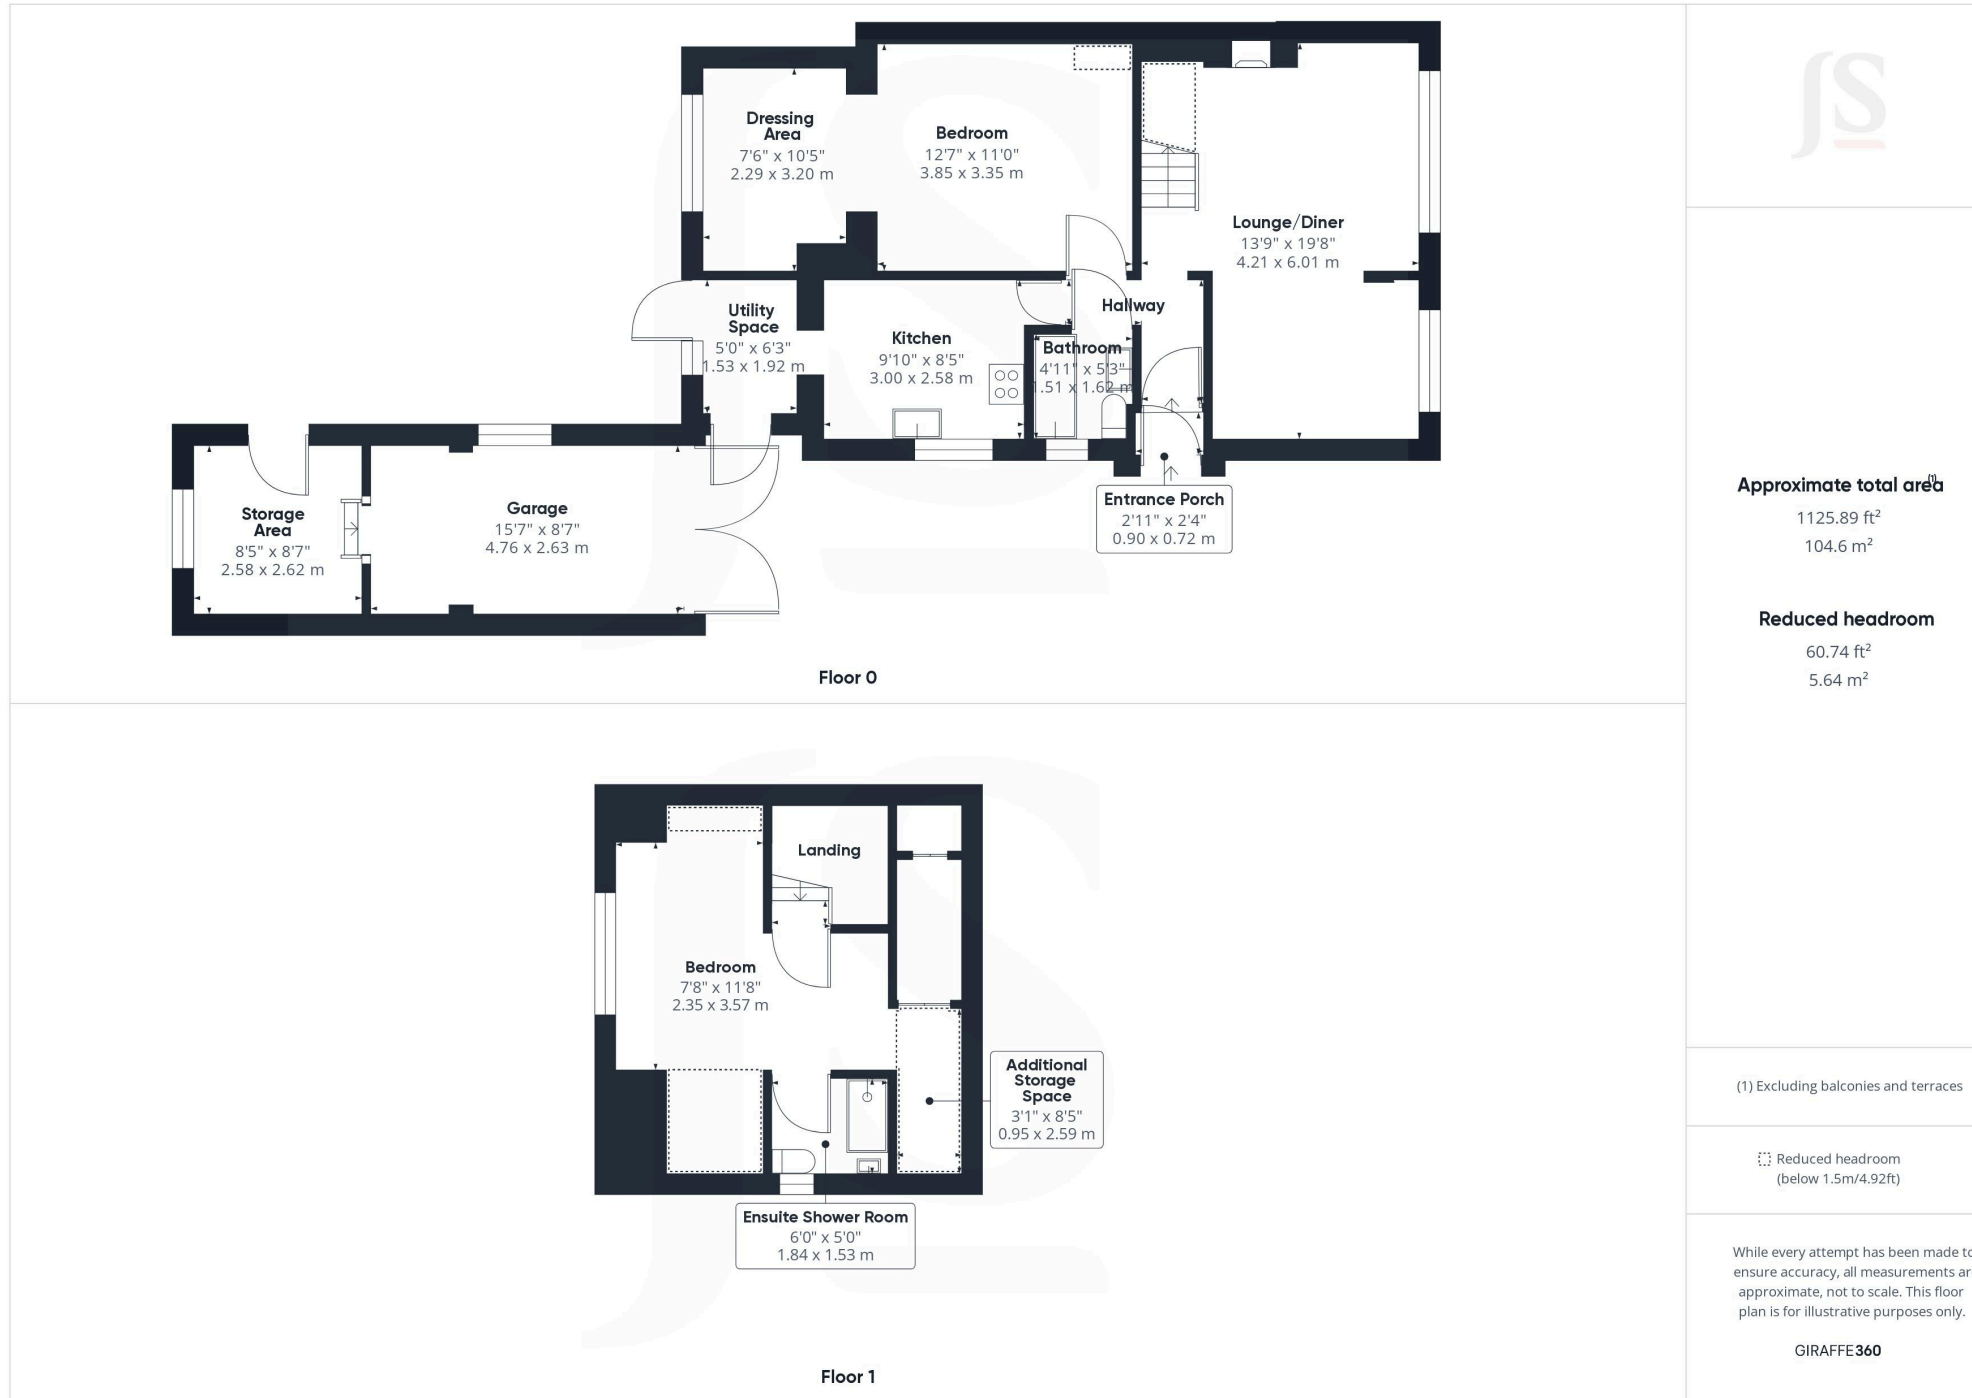 Dressing
Area
7'6" x 10'5"
2.29 x 3.20 m
Bedroom
12'7" x 11'0"
3.85 x 3.35 m
Lounge/Diner
13'9" x 19'8"
4.21 x 6.01 m
Utility
Space
5'0" x 6'3"
1.53 x 1.92 m
Kitchen
9'10" x 8'5"
3.00 x 2.58 m
Hallway
Bathroom
4'11" x 5'3"
1.51 x 1.62 m
Entrance Porch
2'11" x 2'4"
0.90 x 0.72 m
Storage
Area
8'5" x 8'7"
2.58 x 2.62 m
Garage
15'7" x 8'7"
4.76 x 2.63 m
Floor 0
Landing
Bedroom
7'8" x 11'8"
2.35 x 3.57 m
Additional
Storage
Space
3'1" x 8'5"
0.95 x 2.59 m
Ensuite Shower Room
6'0" x 5'0"
1.84 x 1.53 m
Floor 1
JS
Approximate total area(1)
1125.89 ft²
104.6 m²
Reduced headroom
60.74 ft²
5.64 m²
(1) Excluding balconies and terraces
Reduced headroom
(below 1.5m/4.92ft)
While every attempt has been made to
ensure accuracy, all measurements ar
approximate, not to scale. This floor
plan is for illustrative purposes only.
GIRAFFE360